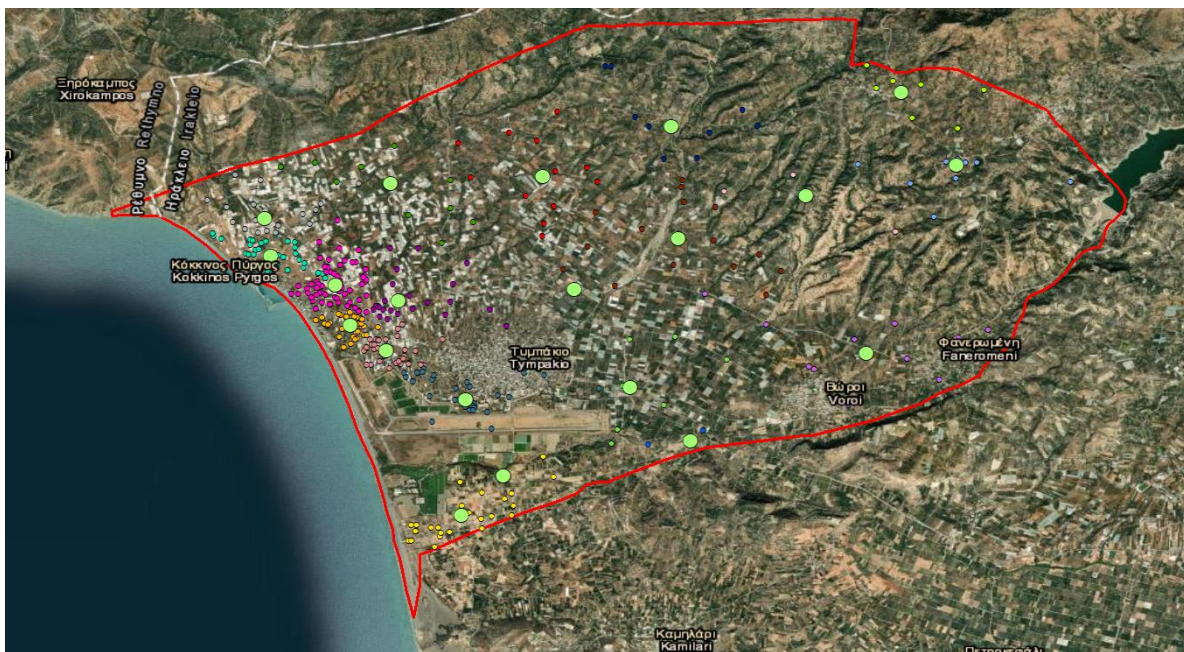 Ξηρόκαμπος
Xirokampos
Ρέθυμνο Rethymno
Ηράκλειο Irakleio
Κόκκινος Πύργος
Kokkinos Pyrgos
Τυμπάκιο
Tympakio
Φανερωμένη
Faneromeni
Βώροι
Voroi
Καμηλάρι
Kamilari